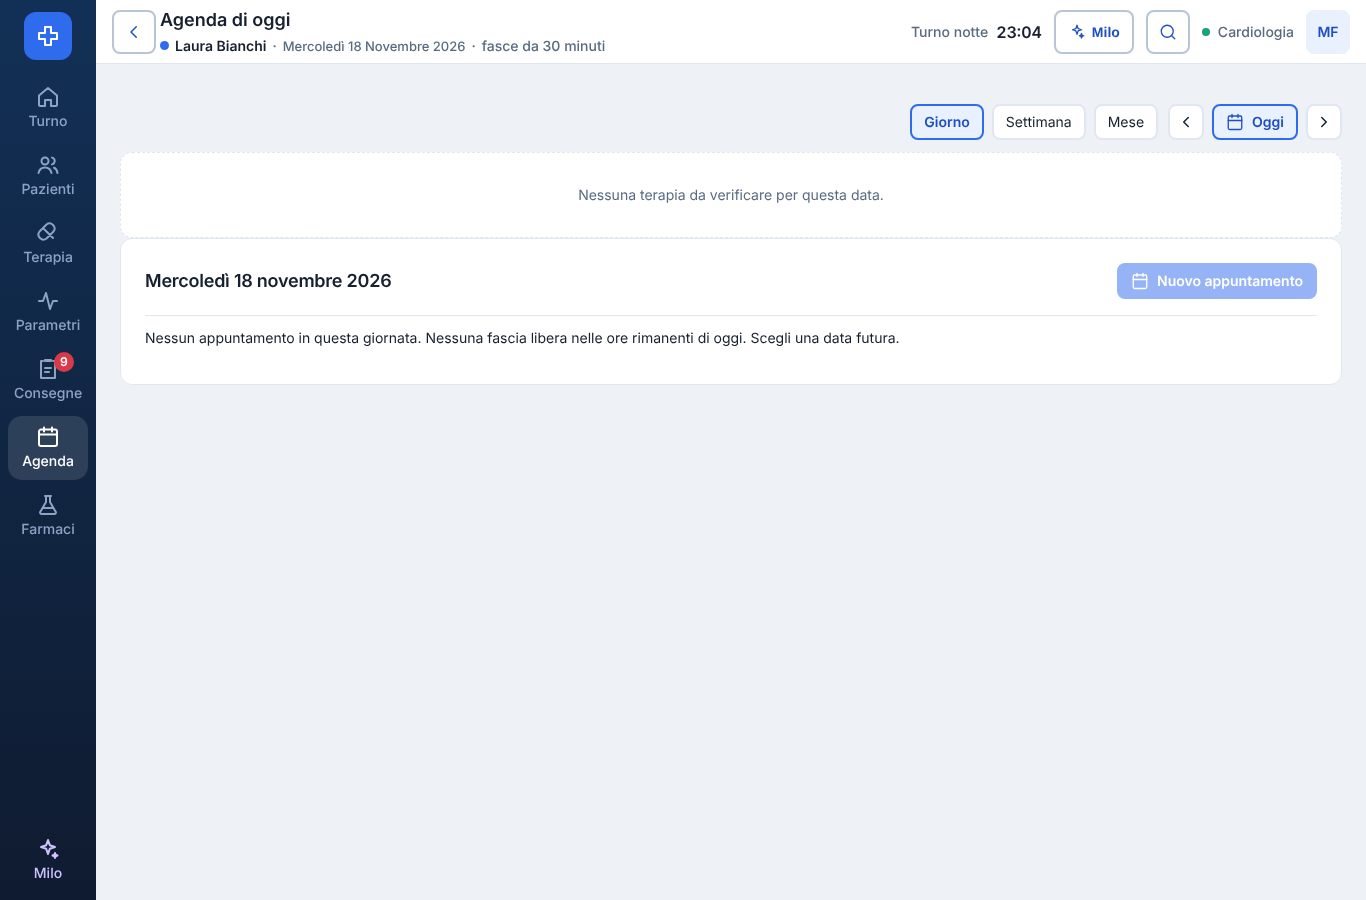 Agenda di oggi
Laura Bianchi · Mercoledì 18 Novembre 2026 · fasce da 30 minuti
Turno notte 23:04
Milo
Cardiologia
MF
Turno
Pazienti
Terapia
Parametri
9
Consegne
Agenda
Farmaci
Milo
Giorno
Settimana
Mese
Oggi
Nessuna terapia da verificare per questa data.
Mercoledì 18 novembre 2026
Nuovo appuntamento
Nessun appuntamento in questa giornata. Nessuna fascia libera nelle ore rimanenti di oggi. Scegli una data futura.